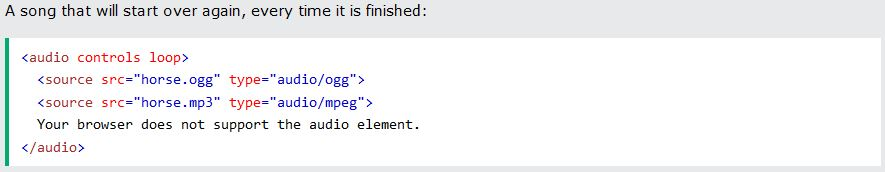 A song that will start over again, every time it is finished:
<audio controls loop>
  <source src="horse.ogg" type="audio/ogg">
  <source src="horse.mp3" type="audio/mpeg">
  Your browser does not support the audio element.
</audio>